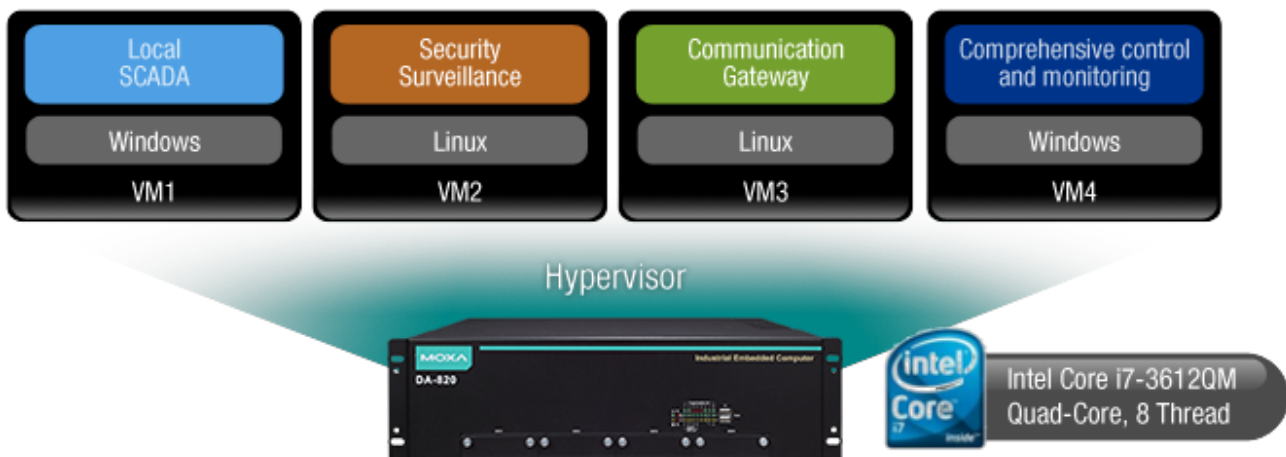 Local
SCADA
Windows
VM1
Security
Surveillance
Linux
VM2
Communication
Gateway
Linux
VM3
Comprehensive control
and monitoring
Windows
VM4
Hypervisor
MOXA
Industrial Embedded Computer
DA-820
intel
Core
i7
inside
Intel Core i7-3612QM
Quad-Core, 8 Thread